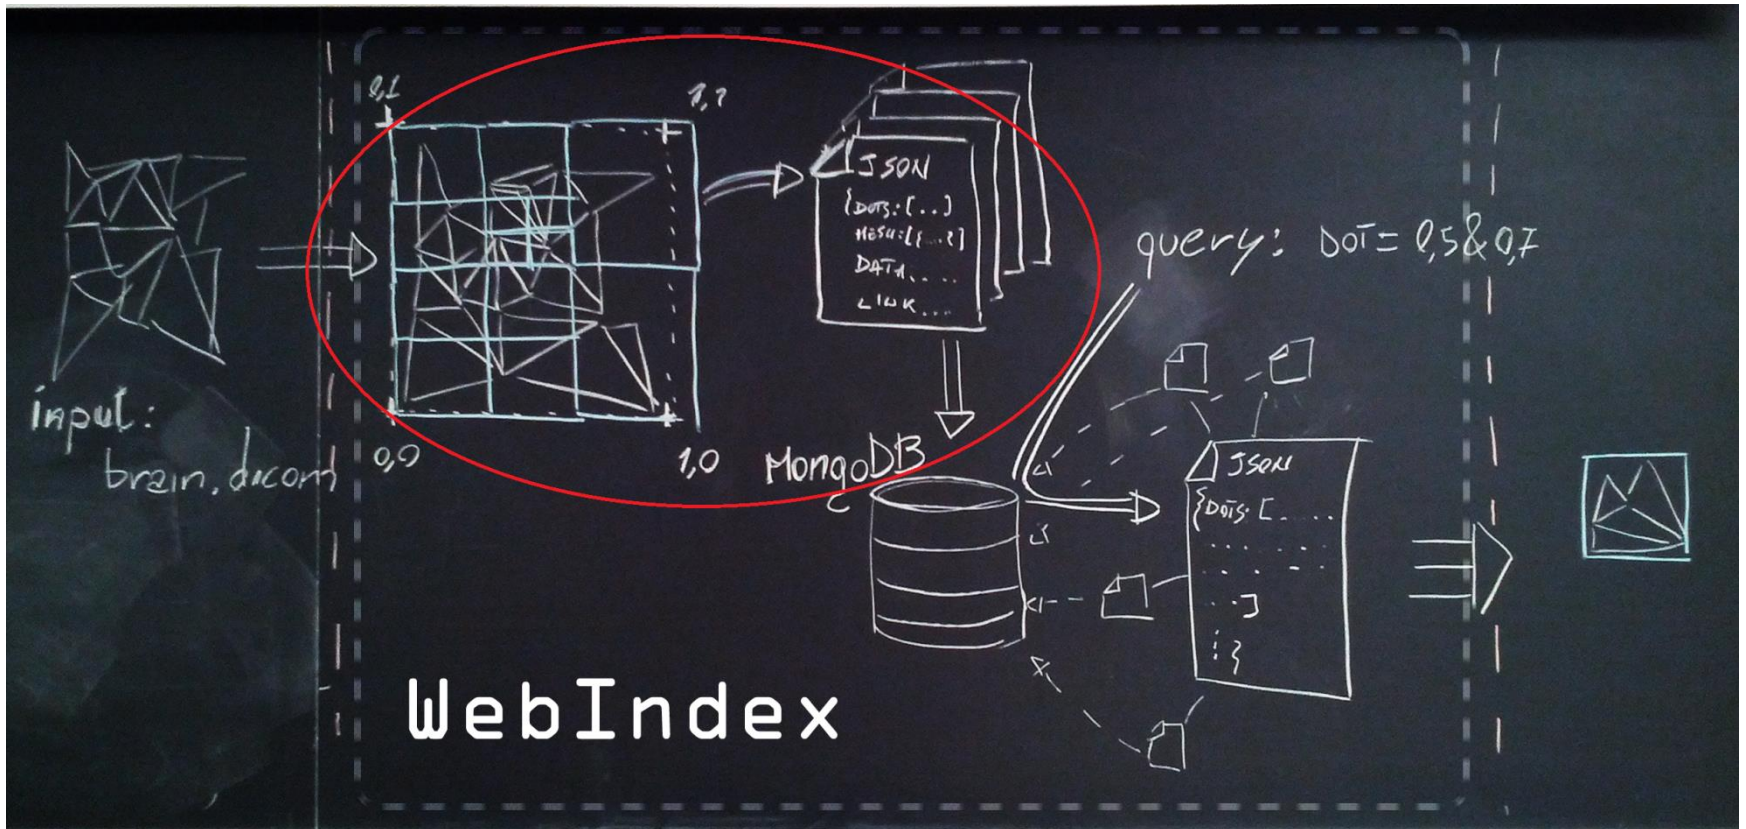 0,1
1,1
JSON
{DOTS:[..)
MESH:[{...}]
DATA.....
LINK...
query: DOT= 0,5&0,7
input:
brain.dicom
0,0
1,0
MongoDB
JSON
{DOTS: [....
...]
:}
WebIndex